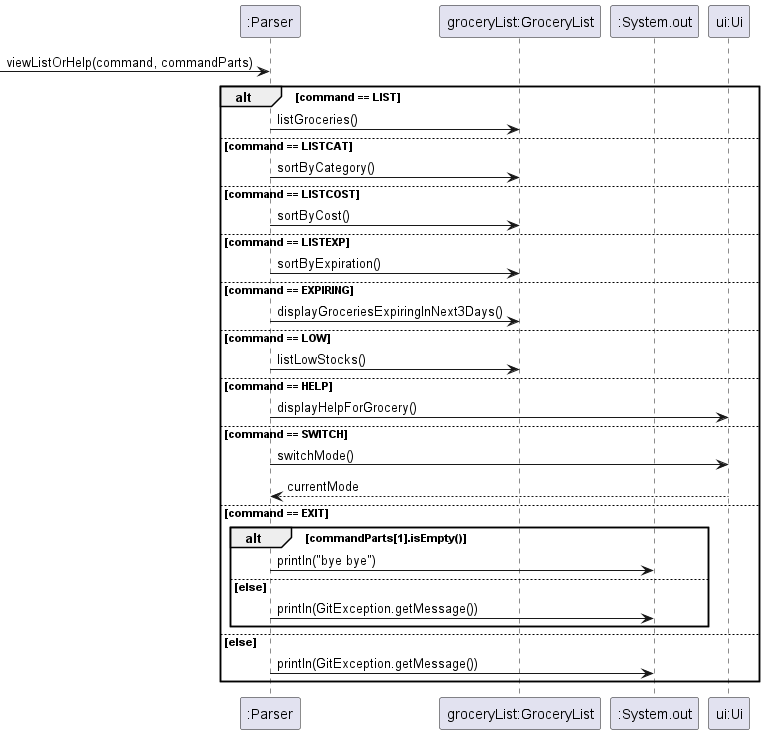 :Parser groceryList:GroceryList :System.out ui:Ui
viewListOrHelp(command, commandParts)
alt [command == LIST]
listGroceries()
[command == LISTCAT]
sortByCategory()
[command == LISTCOST]
sortByCost()
[command == LISTEXP]
sortByExpiration()
[command == EXPIRING]
displayGroceriesExpiringInNext3Days()
[command == LOW]
listLowStocks()
[command == HELP]
displayHelpForGrocery()
[command == SWITCH]
switchMode()
currentMode
[command == EXIT]
alt [commandParts[1].isEmpty()]
println("bye bye")
[else]
println(GitException.getMessage())
[else]
println(GitException.getMessage())
:Parser groceryList:GroceryList :System.out ui:Ui